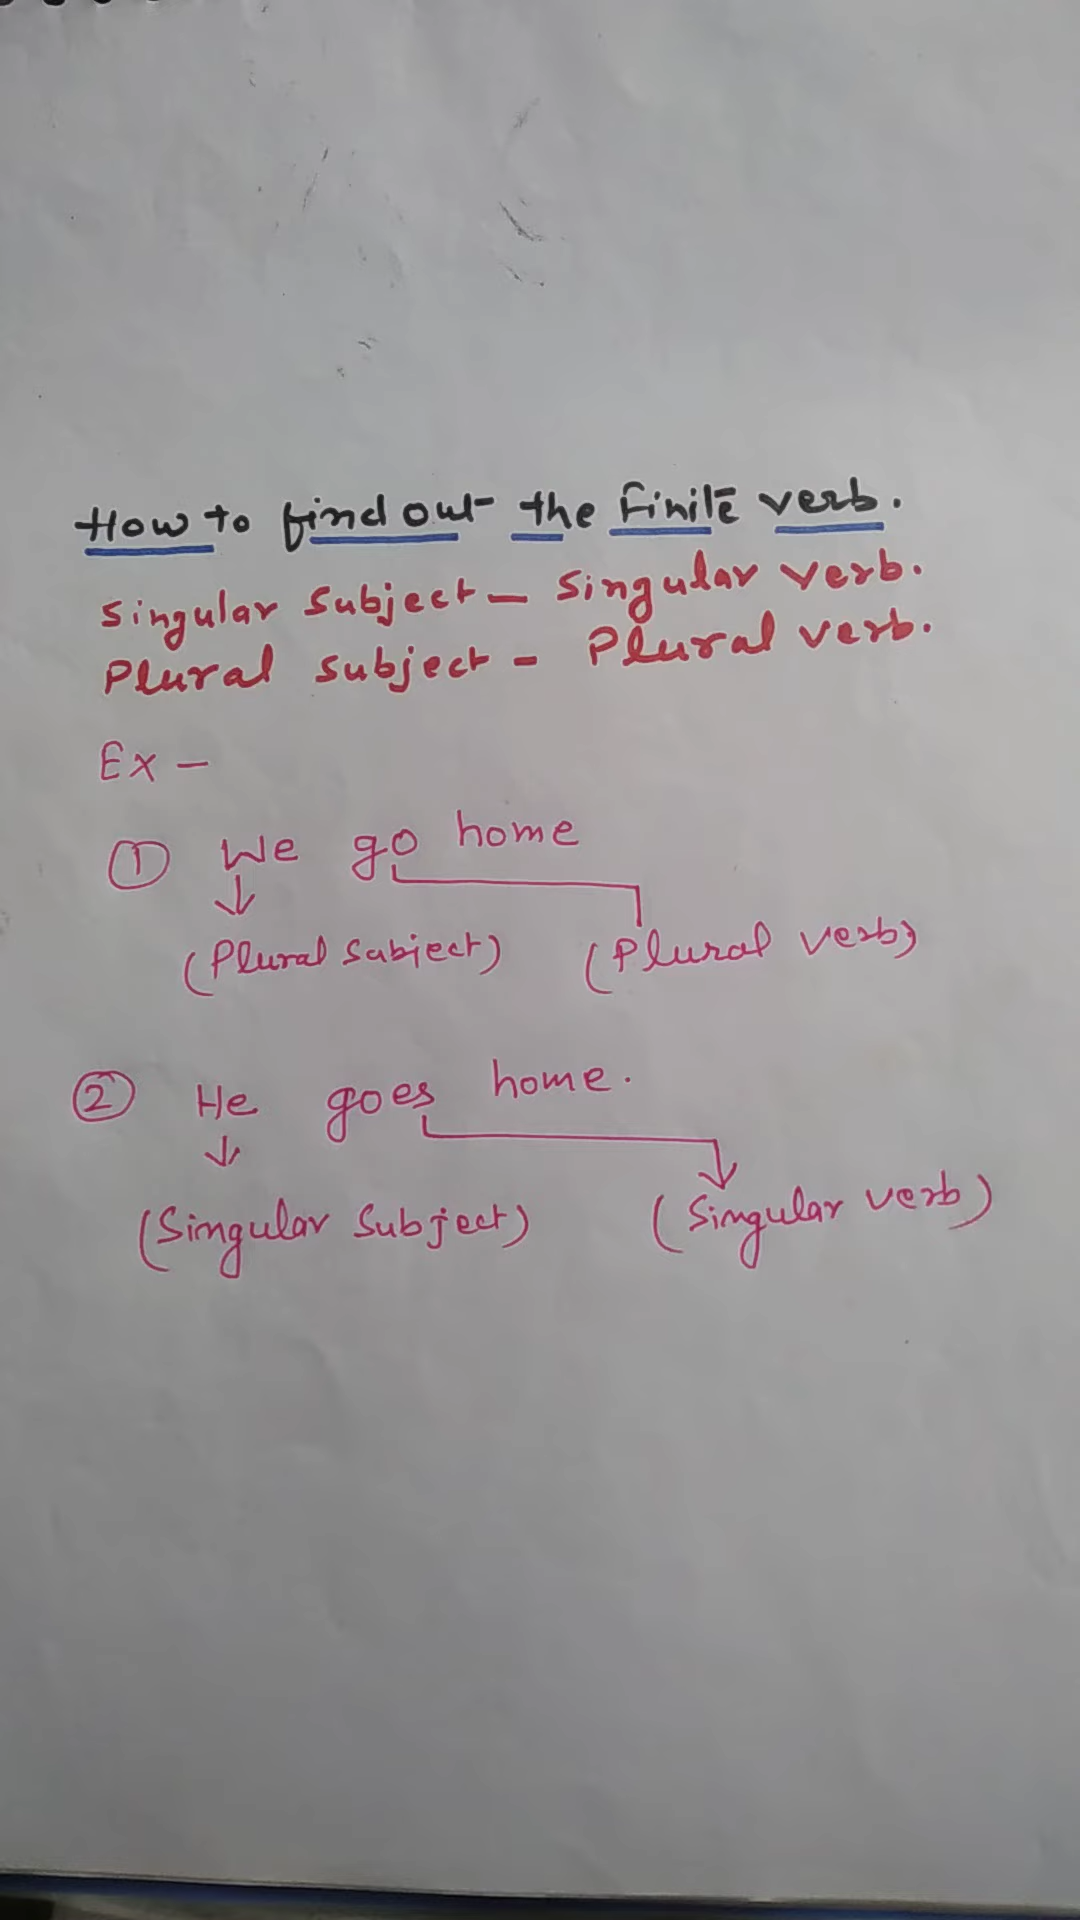 How to find out the Finite verb.
Singular Subject - Singular verb.
Plural subject - Plural verb.
Ex -
① We go home
(Plural Subject) (Plural verb)
② He goes home.
(Singular Subject) (Singular verb)